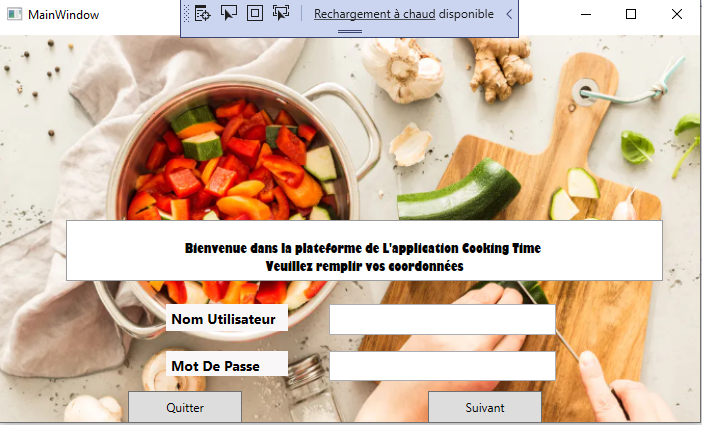 MainWindow
Rechargement à chaud disponible
Bienvenue dans la plateforme de L'application Cooking Time
Veuillez remplir vos coordonnées
Nom Utilisateur
Mot De Passe
Quitter
Suivant